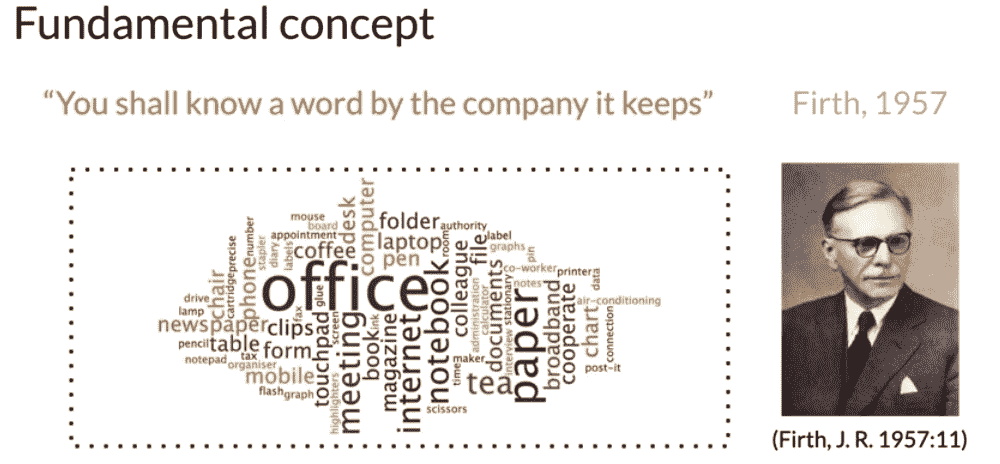 Fundamental concept
“You shall know a word by the company it keeps”
Firth, 1957
mouse
board
appointment
desk
computer
folder
authority
label
laptop
room
file
graphs
pin
number
stapler
diary
labels
coffee
pen
precise
cartridge
chair
phone
office
notebook
colleague
co-worker
printer
data
documents
notes
stationary
paper
air-conditioning
drive
lamp
fax
glue
newspaper
clips
screen
ink
administration
calculator
interview
broadband
cooperate
chart
connection
pencil
table
form
touchpad
meeting
book
magazine
internet
time
maker
tea
post-it
notepad
tax
organiser
mobile
flash
graph
highlighters
scissors
(Firth, J. R. 1957:11)